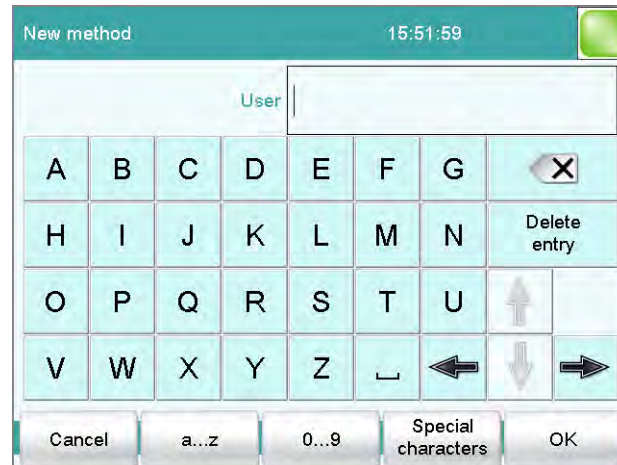 New method 15:51:59
User
A B C D E F G
H I J K L M N Delete
entry
O P Q R S T U
V W X Y Z
Cancel a...z 0...9 Special
characters OK